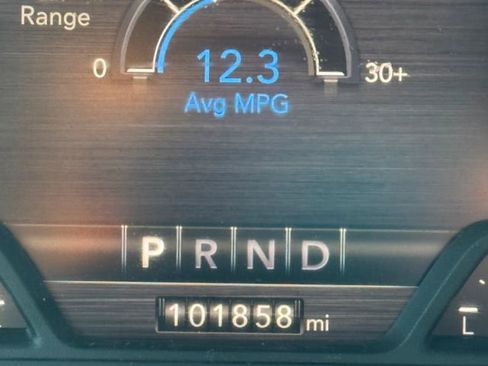 Range
0
12.3
30+
Avg MPG
P R N D
101858 mi
L